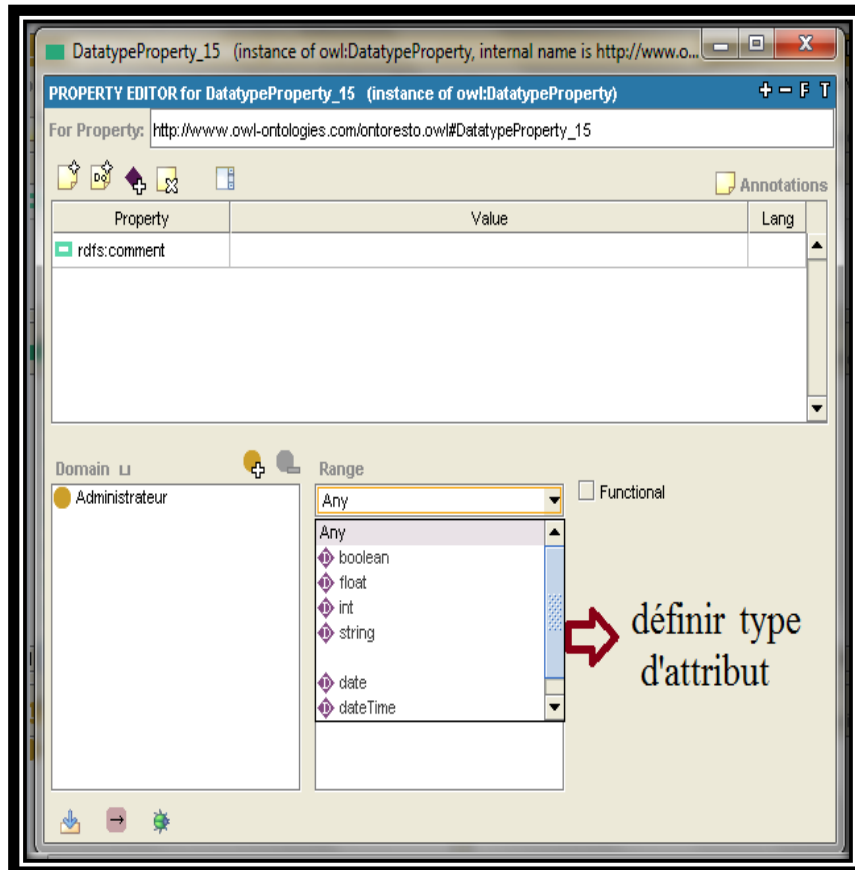 DatatypeProperty_15 (instance of owl:DatatypeProperty, internal name is http://www.o...
PROPERTY EDITOR for DatatypeProperty_15 (instance of owl:DatatypeProperty)
F T
For Property: http://www.owl-ontologies.com/ontoresto.owl#DatatypeProperty_15
Annotations
Property Value Lang
rdfs:comment
Domain
Range
Administrateur
Any
Functional
Any
boolean
float
int
string
date
dateTime
définir type
d'attribut